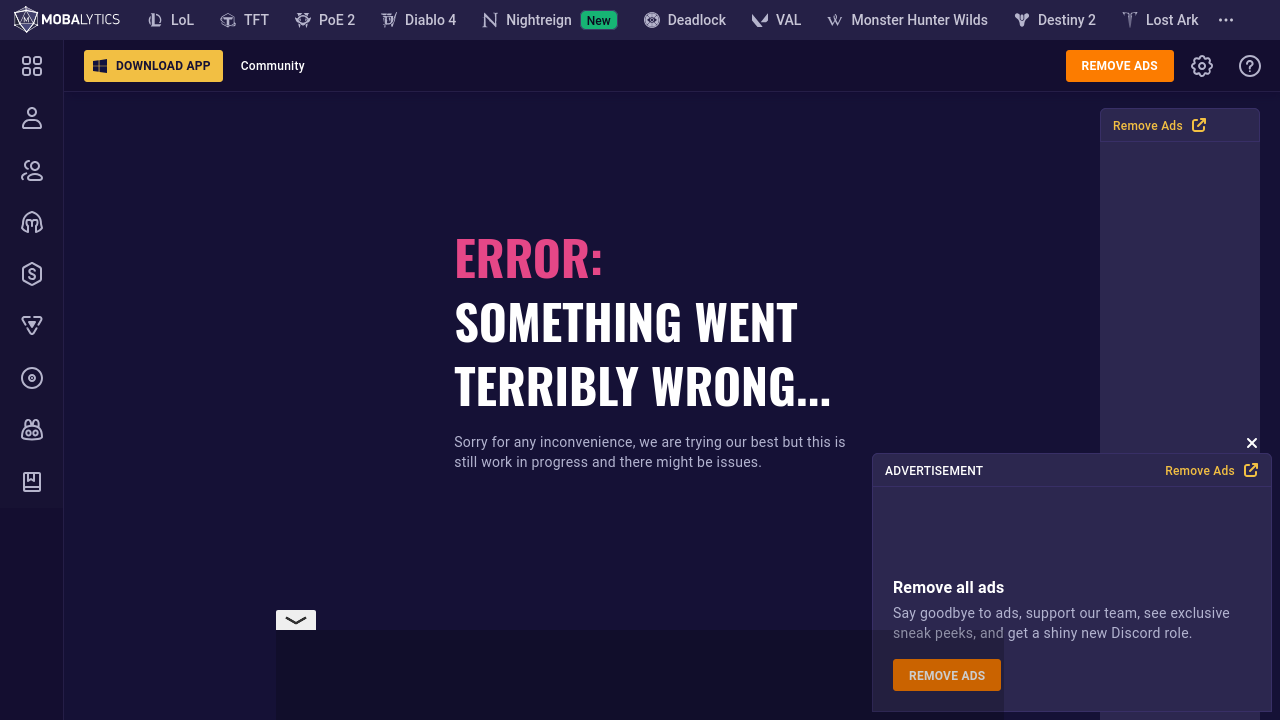 MOBALYTICS
LoL
TFT
PoE 2
Diablo 4
Nightreign New
Deadlock
VAL
Monster Hunter Wilds
Destiny 2
Lost Ark
DOWNLOAD APP
Community
REMOVE ADS
Remove Ads
ERROR:
SOMETHING WENT
TERRIBLY WRONG...
Sorry for any inconvenience, we are trying our best but this is
still work in progress and there might be issues.
ADVERTISEMENT
Remove Ads
Remove all ads
Say goodbye to ads, support our team, see exclusive
sneak peeks, and get a shiny new Discord role.
REMOVE ADS